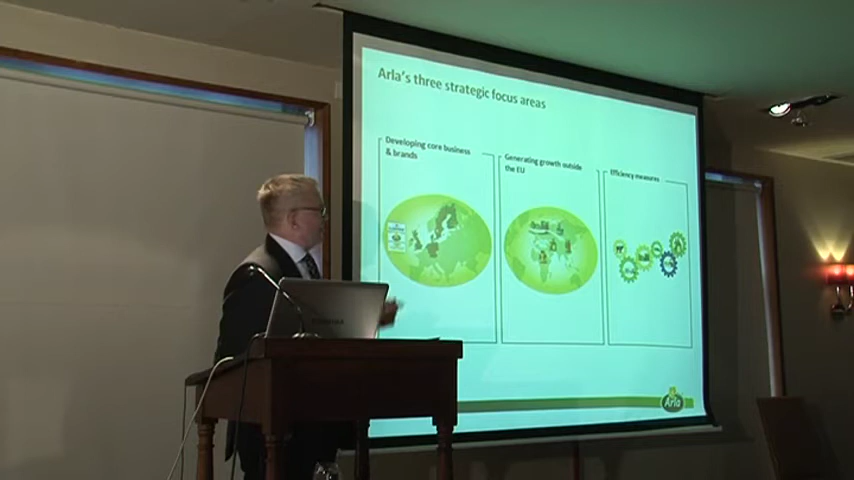 Arla's three strategic focus areas
Developing core business
& brands
Generating growth outside
the EU
Efficiency measures
Arla